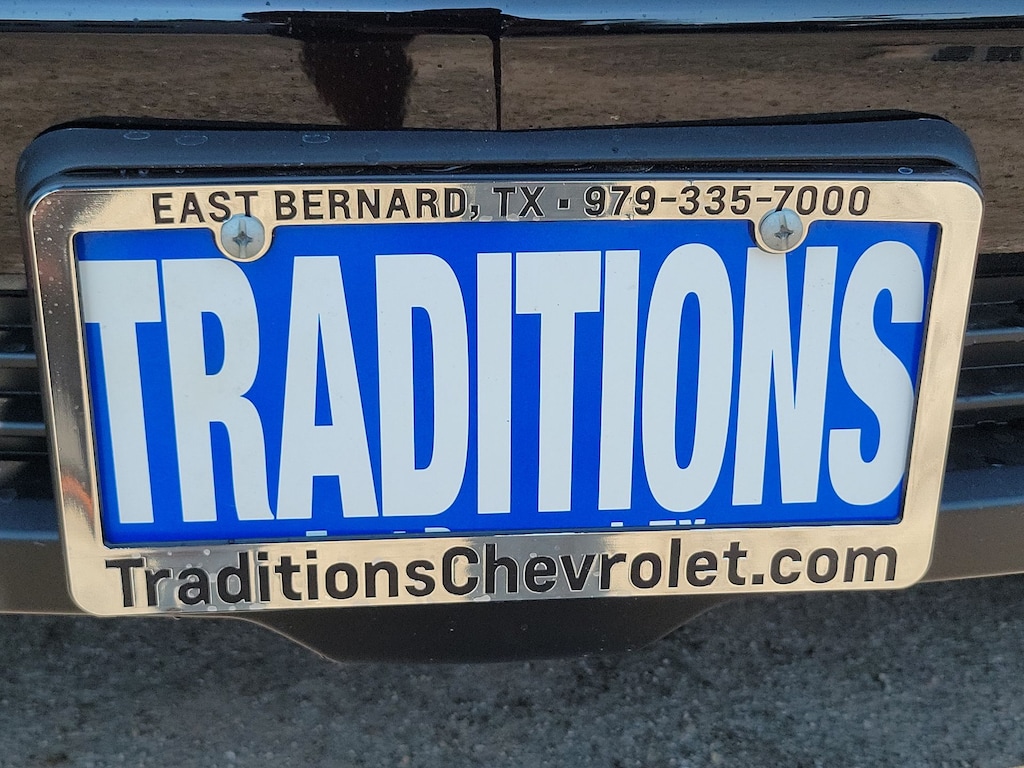 EAST BERNARD, TX · 979-335-7000
TRADITIONS
TraditionsChevrolet.com